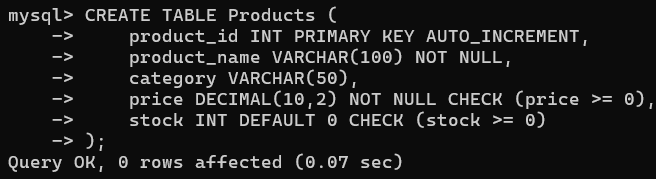 mysql> CREATE TABLE Products (
    ->     product_id INT PRIMARY KEY AUTO_INCREMENT,
    ->     product_name VARCHAR(100) NOT NULL,
    ->     category VARCHAR(50),
    ->     price DECIMAL(10,2) NOT NULL CHECK (price >= 0),
    ->     stock INT DEFAULT 0 CHECK (stock >= 0)
    -> );
Query OK, 0 rows affected (0.07 sec)